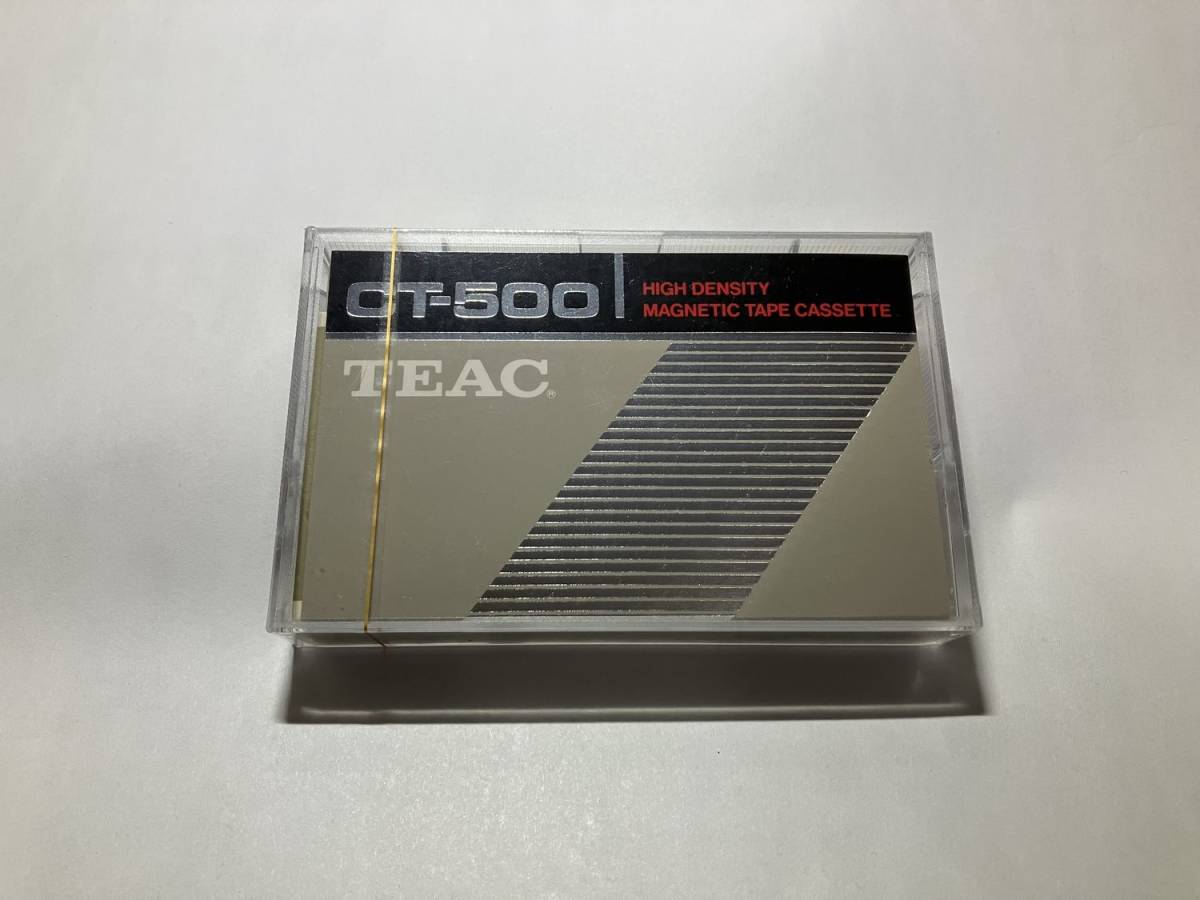 CT-500
HIGH DENSITY
MAGNETIC TAPE CASSETTE
TEAC®